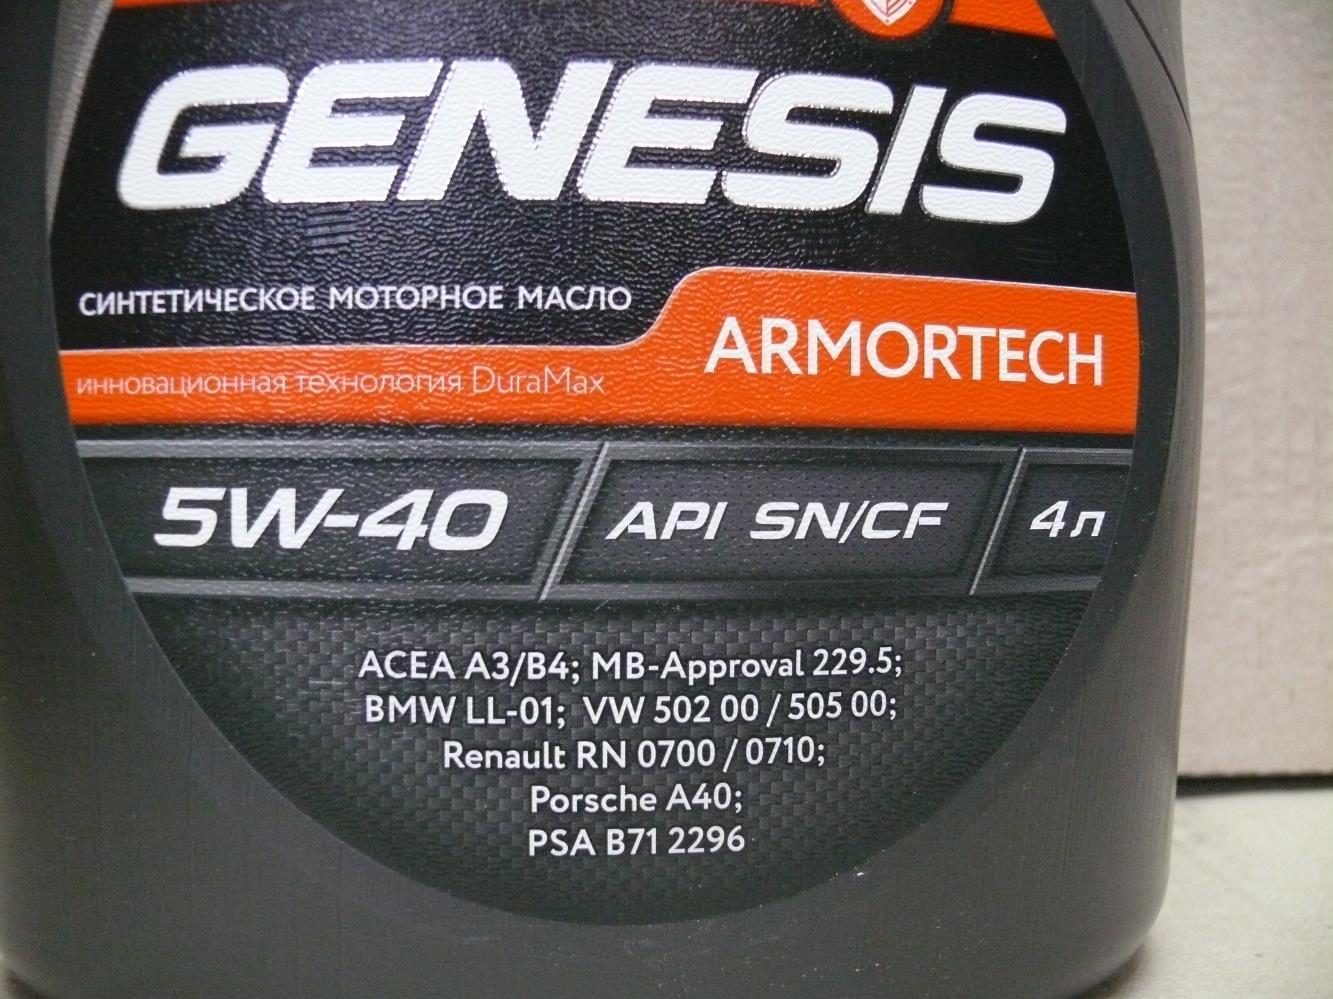 GENESIS
СИНТЕТИЧЕСКОЕ МОТОРНОЕ МАСЛО
ARMORTECH
инновационная технология DuraMax
5W-40 API SN/CF 4л
ACEA A3/B4; MB-Approval 229.5;
BMW LL-01; VW 502 00 / 505 00;
Renault RN 0700 / 0710;
Porsche A40;
PSA B71 2296